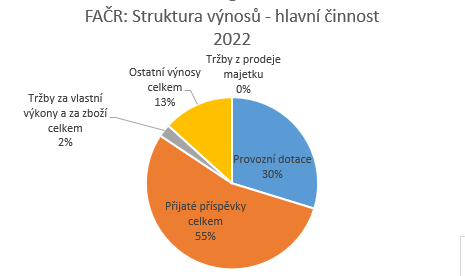 FAČR: Struktura výnosů - hlavní činnost
2022
Tržby z prodeje
majetku
0%
Ostatní výnosy
celkem
13%
Tržby za vlastní
výkony a za zboží
celkem
2%
Provozní dotace
30%
Přijaté příspěvky
celkem
55%